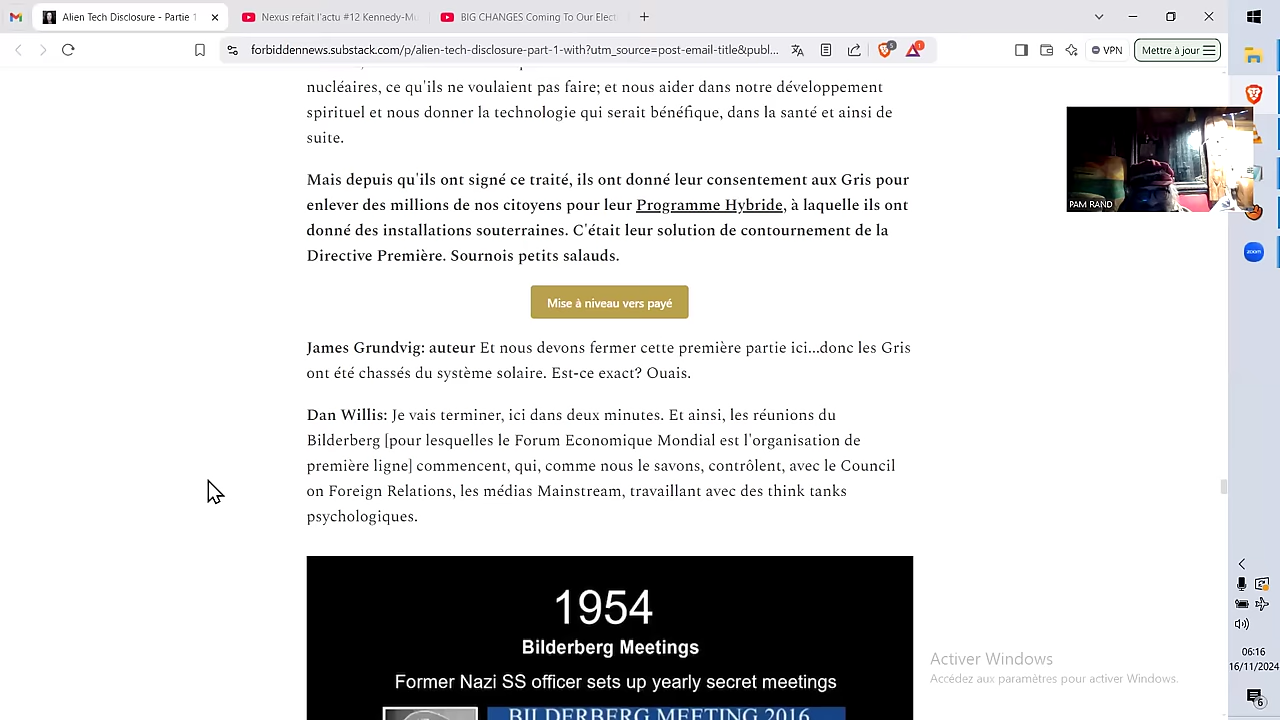 Alien Tech Disclosure - Partie 1
Nexus refait l'actu #12 Kennedy-Mu
BIG CHANGES Coming To Our Elect
forbiddennews.substack.com/p/alien-tech-disclosure-part-1-with?utm_source=post-email-title&publ...
VPN
Mettre à jour
nucléaires, ce qu'ils ne voulaient pas faire; et nous aider dans notre développement
spirituel et nous donner la technologie qui serait bénéfique, dans la santé et ainsi de
suite.
Mais depuis qu'ils ont signé ce traité, ils ont donné leur consentement aux Gris pour
enlever des millions de nos citoyens pour leur Programme Hybride, à laquelle ils ont
donné des installations souterraines. C'était leur solution de contournement de la
Directive Première. Sournois petits salauds.
Mise à niveau vers payé
James Grundvig: auteur Et nous devons fermer cette première partie ici...donc les Gris
ont été chassés du système solaire. Est-ce exact? Ouais.
Dan Willis: Je vais terminer, ici dans deux minutes. Et ainsi, les réunions du
Bilderberg [pour lesquelles le Forum Economique Mondial est l'organisation de
première ligne] commencent, qui, comme nous le savons, contrôlent, avec le Council
on Foreign Relations, les médias Mainstream, travaillant avec des think tanks
psychologiques.
1954
Bilderberg Meetings
Former Nazi SS officer sets up yearly secret meetings
BILDERBERG MEETING 2016
PAM RAND
zoom
Activer Windows
Accédez aux paramètres pour activer Windows.
06:16
16/11/2024
6